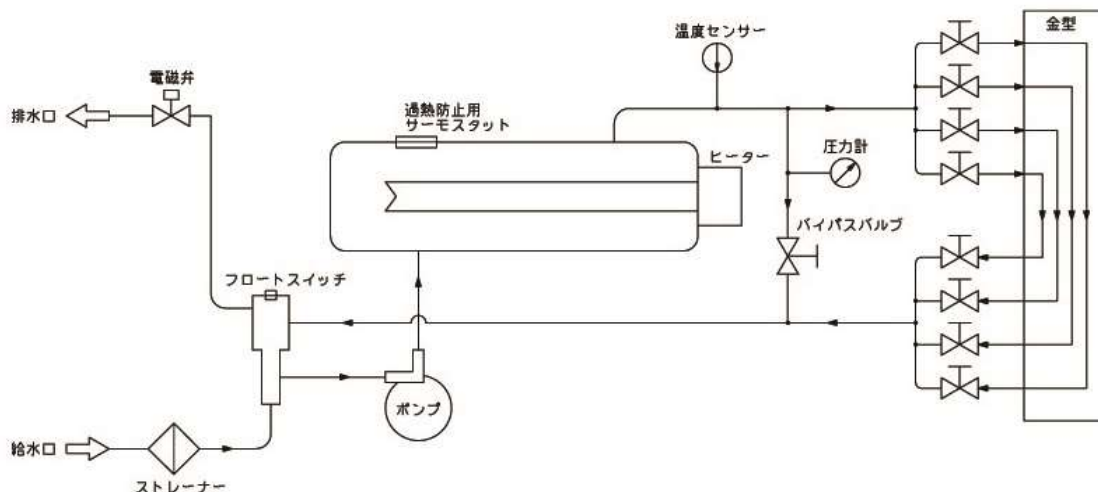 金型
温度センサー
電磁弁
排水口
過熱防止用
サーモスタット
ヒーター
圧力計
バイパスバルブ
フロートスイッチ
ポンプ
給水口
ストレーナー